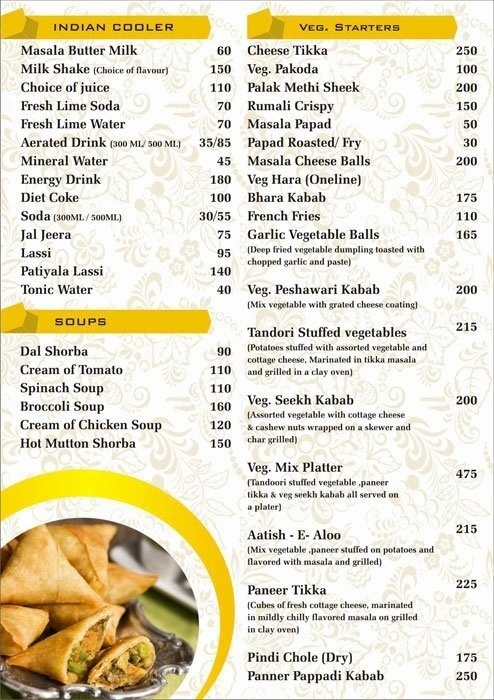 INDIAN COOLER
Masala Butter Milk 60
Milk Shake (Choice of flavour) 150
Choice of juice 110
Fresh Lime Soda 70
Fresh Lime Water 70
Aerated Drink (300 ML/ 500 ML) 35/85
Mineral Water 45
Energy Drink 180
Diet Coke 100
Soda (300ML / 500ML) 30/55
Jal Jeera 75
Lassi 95
Patiyala Lassi 140
Tonic Water 40
SOUPS
Dal Shorba 90
Cream of Tomato 110
Spinach Soup 110
Broccoli Soup 160
Cream of Chicken Soup 120
Hot Mutton Shorba 150
Veg. Starters
Cheese Tikka 250
Veg. Pakoda 100
Palak Methi Sheek 200
Rumali Crispy 150
Masala Papad 50
Papad Roasted/ Fry 30
Masala Cheese Balls 200
Veg Hara (Oneline)
Bhara Kabab 175
French Fries 110
Garlic Vegetable Balls 165
(Deep fried vegetable dumpling toasted with
chopped garlic and paste)
Veg. Peshawari Kabab 200
(Mix vegetable with grated cheese coating)
Tandori Stuffed vegetables 215
(Potatoes stuffed with assorted vegetable and
cottage cheese, Marinated in tikka masala
and grilled in a clay oven)
Veg. Seekh Kabab 200
(Assorted vegetable with cottage cheese
& cashew nuts wrapped on a skewer and
char grilled)
Veg. Mix Platter 475
(Tandoori stuffed vegetable ,paneer
tikka & veg seekh kabab all served on
a plater)
Aatish - E- Aloo 215
(Mix vegetable ,paneer stuffed on potatoes and
flavored with masala and grilled)
Paneer Tikka 225
(Cubes of fresh cottage cheese, marinated
in mildly chilly flavored masala on grilled
in clay oven)
Pindi Chole (Dry) 175
Panner Pappadi Kabab 250